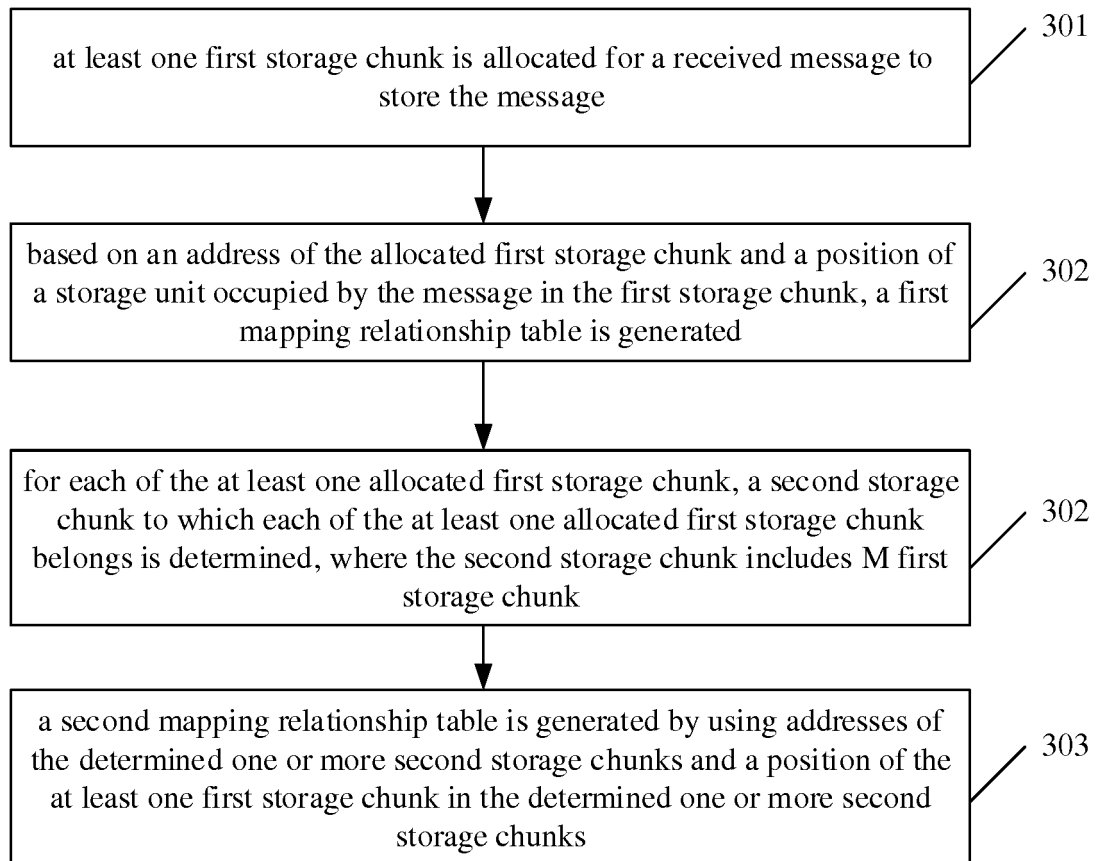 at least one first storage chunk is allocated for a received message to
store the message
301
based on an address of the allocated first storage chunk and a position of
a storage unit occupied by the message in the first storage chunk, a first
mapping relationship table is generated
302
for each of the at least one allocated first storage chunk, a second storage
chunk to which each of the at least one allocated first storage chunk
belongs is determined, where the second storage chunk includes M first
storage chunk
302
a second mapping relationship table is generated by using addresses of
the determined one or more second storage chunks and a position of the
at least one first storage chunk in the determined one or more second
storage chunks
303